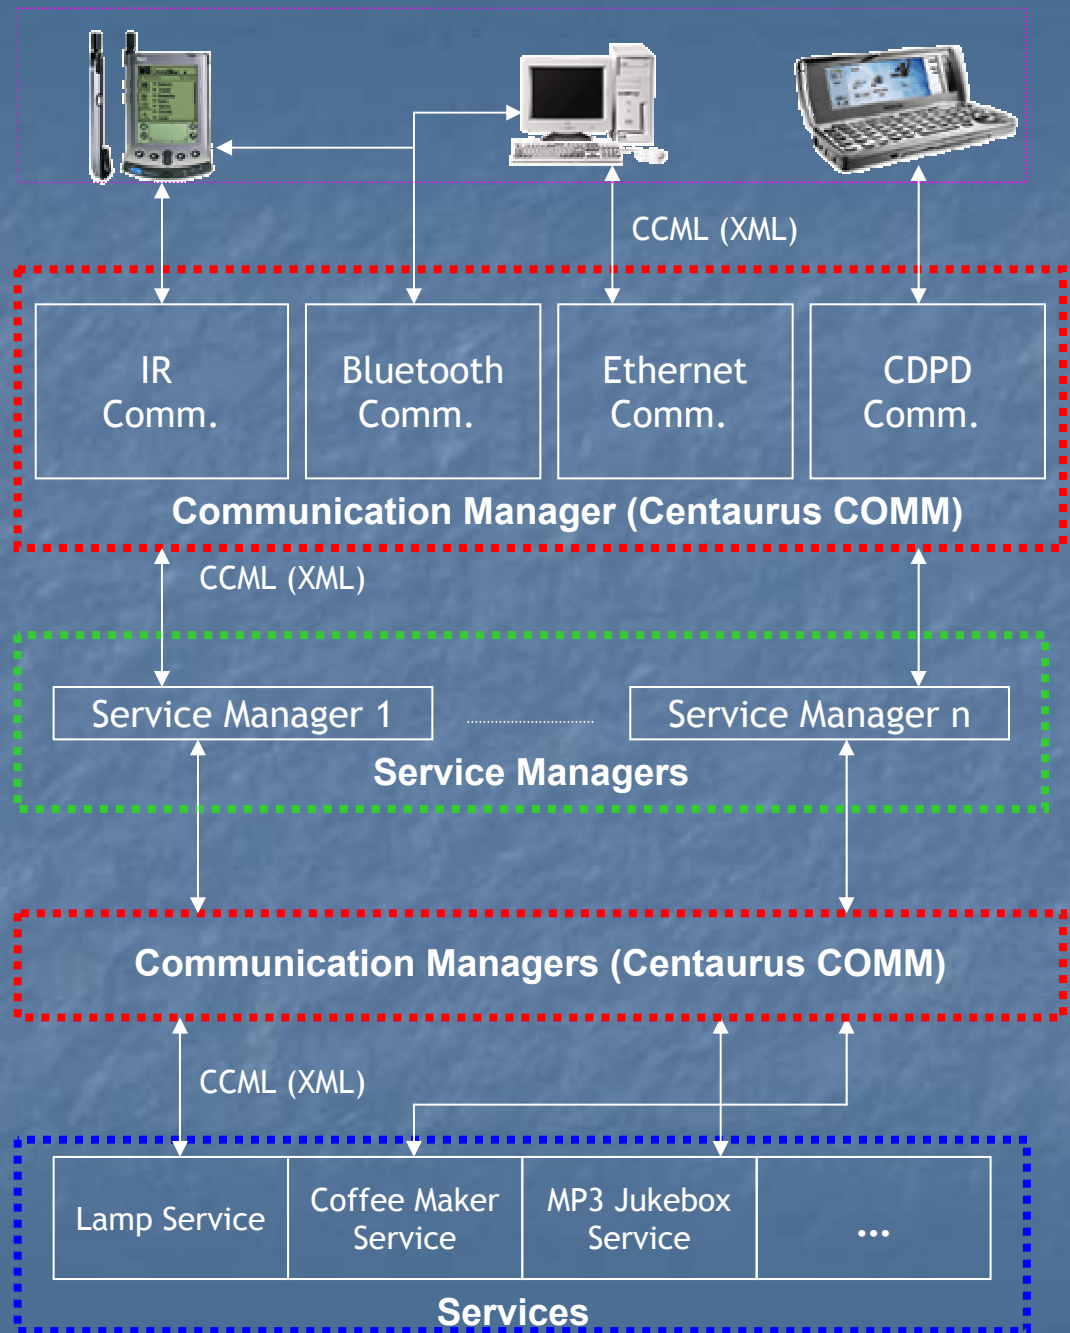 CCML (XML)
IR
Comm.
Bluetooth
Comm.
Ethernet
Comm.
CDPD
Comm.
Communication Manager (Centaurus COMM)
CCML (XML)
Service Manager 1
Service Manager n
Service Managers
Communication Managers (Centaurus COMM)
CCML (XML)
Lamp Service
Coffee Maker
Service
MP3 Jukebox
Service
...
Services